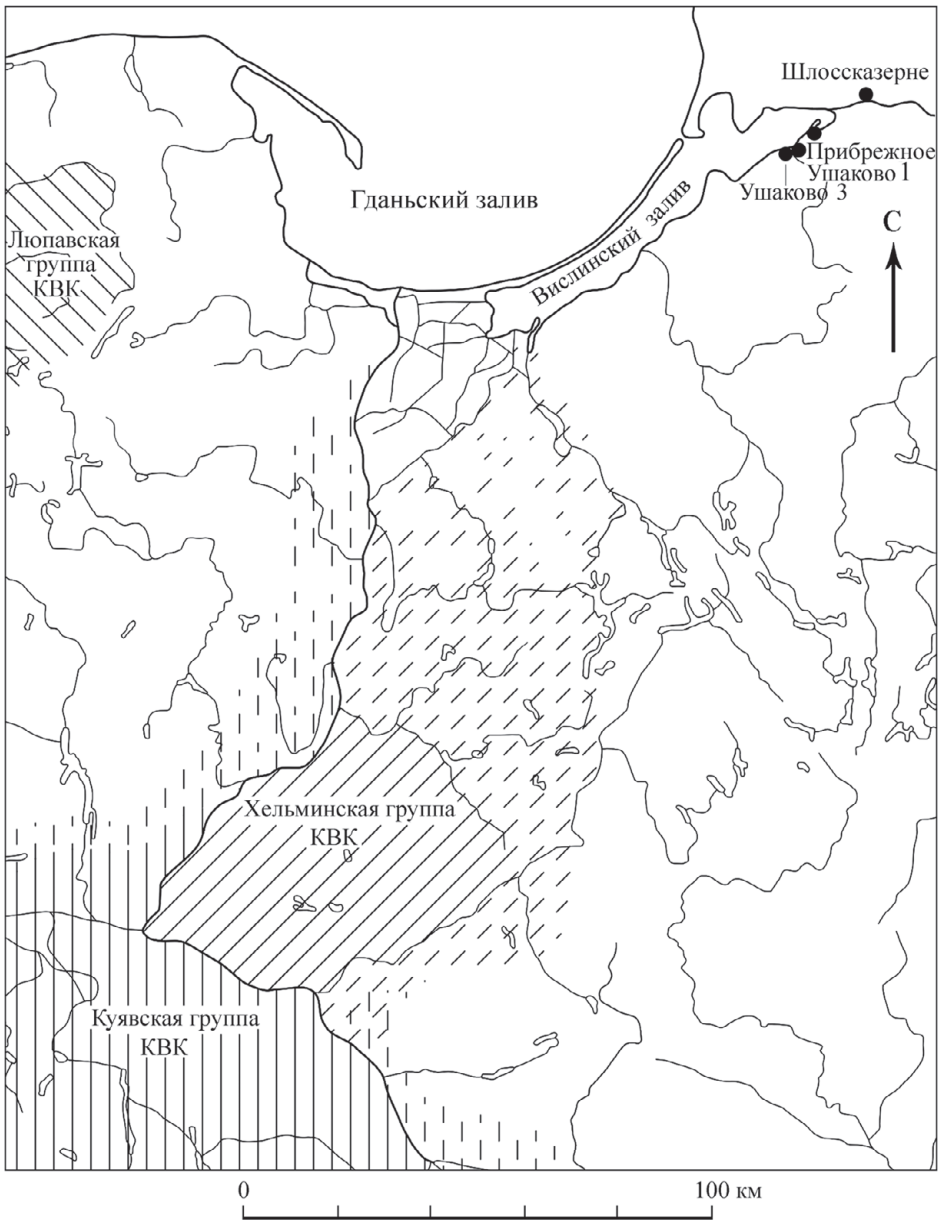 Шлоссказерне
Прибрежное
Ушаково 1
Ушаково 3
Гданьский залив
Вислинский залив
С
Люпавская
группа
КВК
Хельминская группа
КВК
Куявская группа
КВК
0
100 км